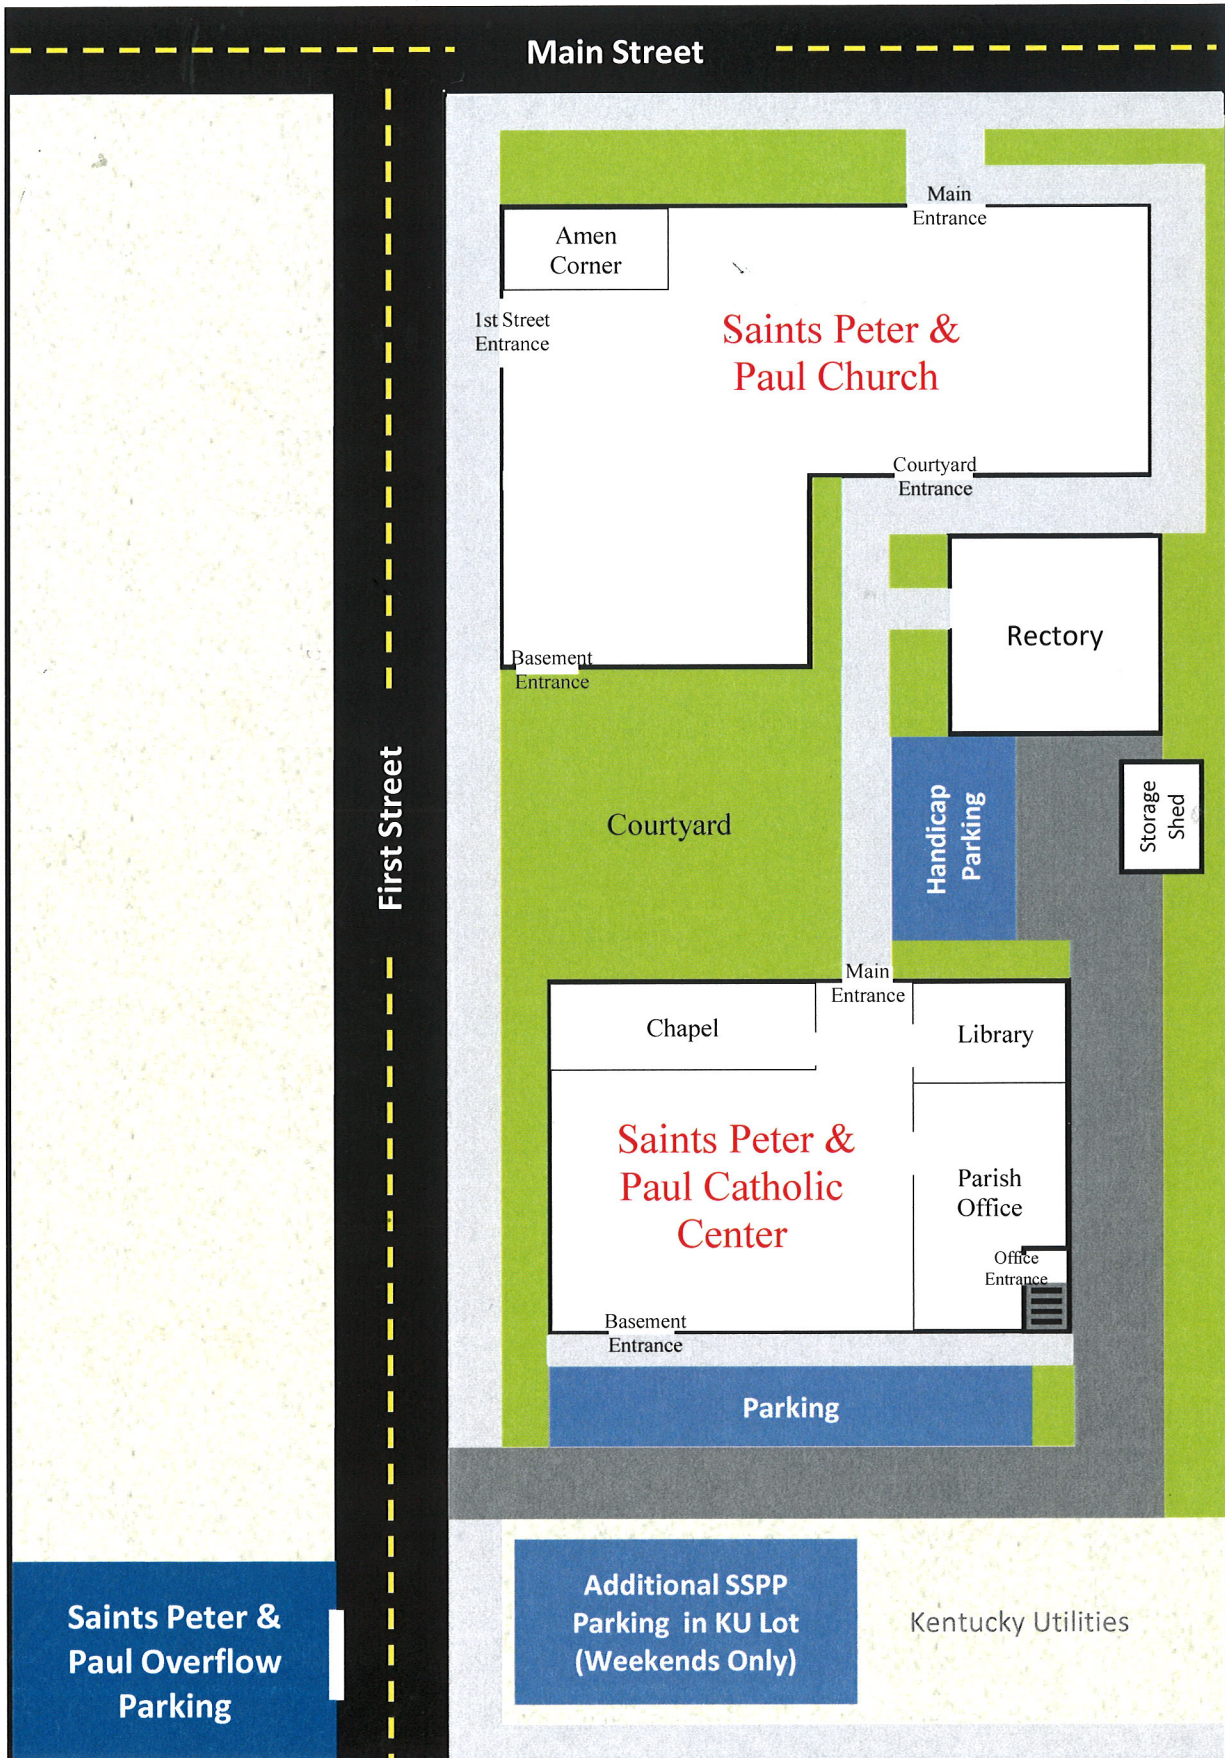 Main Street
Main
Entrance
Amen
Corner
1st Street
Entrance
Saints Peter &
Paul Church
Courtyard
Entrance
Rectory
Basement
Entrance
First Street
Courtyard
Handicap
Parking
Storage
Shed
Main
Entrance
Chapel
Library
Saints Peter &
Paul Catholic
Center
Parish
Office
Office
Entrance
Basement
Entrance
Parking
Saints Peter &
Paul Overflow
Parking
Additional SSPP
Parking in KU Lot
(Weekends Only)
Kentucky Utilities